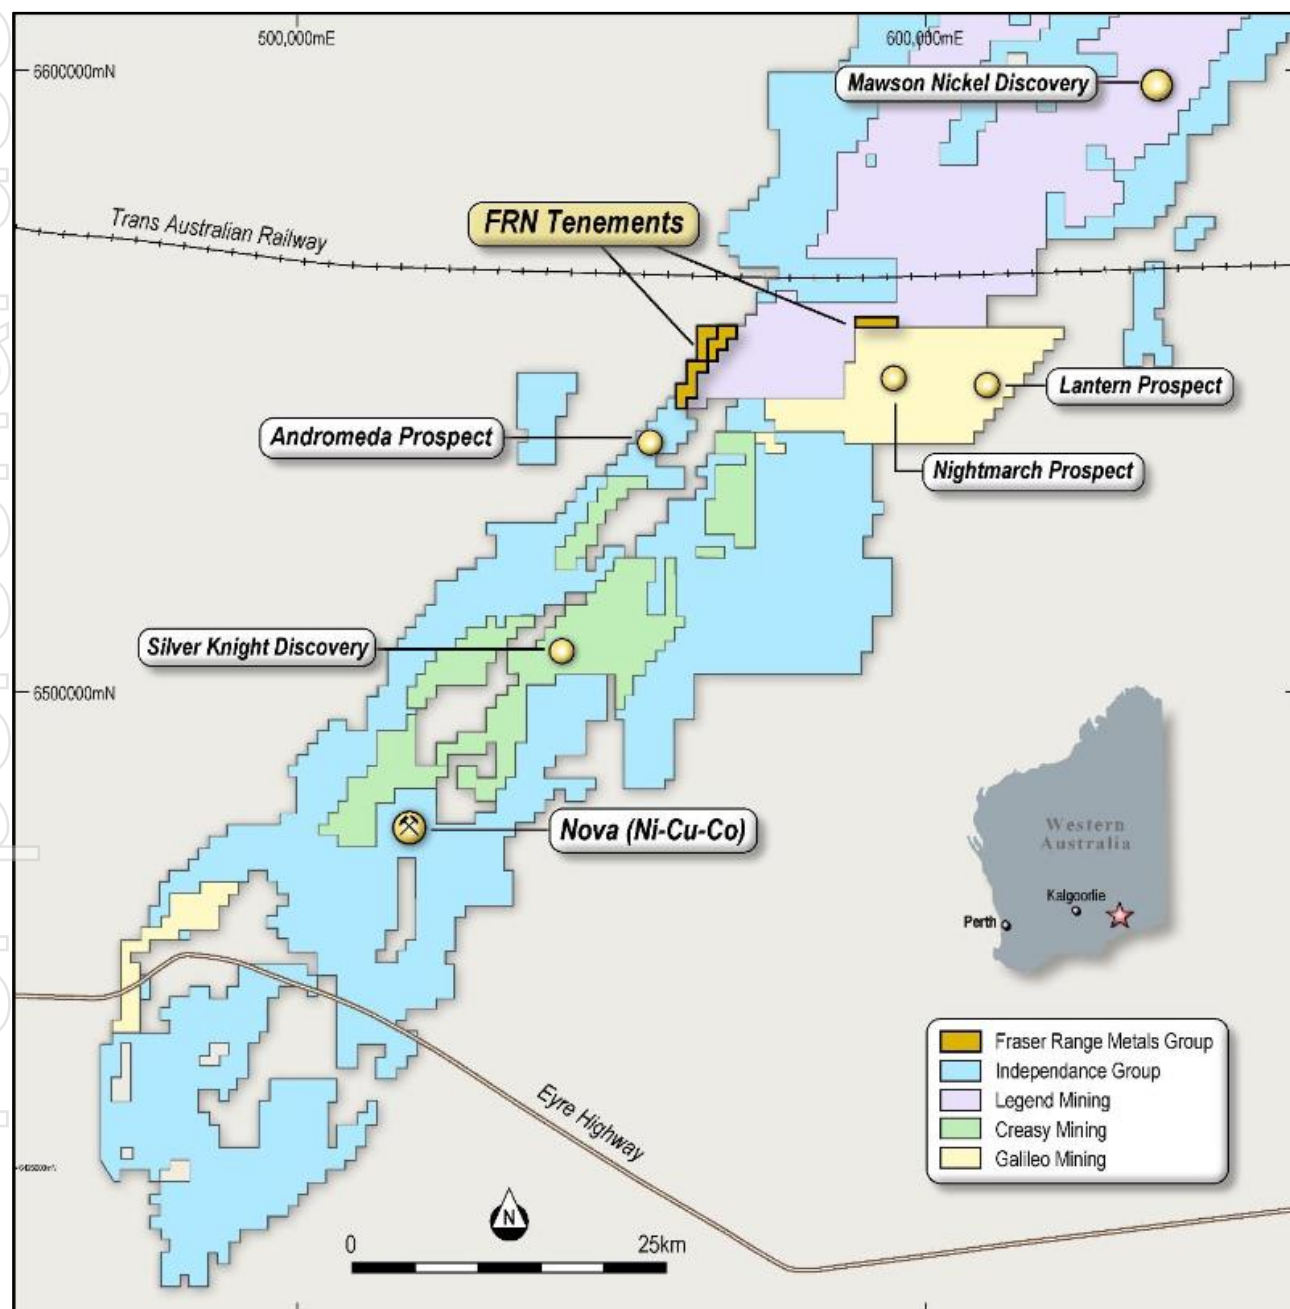 500,000mE
600,000mE
6600000mN
Mawson Nickel Discovery
Trans Australian Railway
FRN Tenements
Lantern Prospect
Andromeda Prospect
Nightmarch Prospect
Silver Knight Discovery
6500000mN
Nova (Ni-Cu-Co)
Western
Australia
Kalgoorlie
Perth
Fraser Range Metals Group
Independance Group
Legend Mining
Creasy Mining
Galileo Mining
Eyre Highway
N
0
25km